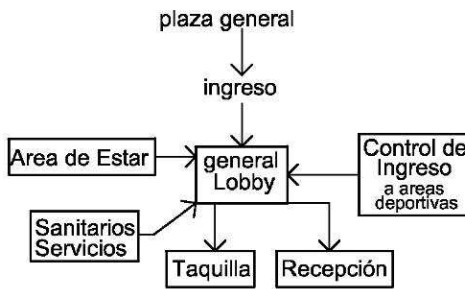 plaza general
ingreso
Area de Estar
general
Lobby
Control de
Ingreso
a areas
deportivas
Sanitarios
Servicios
Taquilla
Recepción